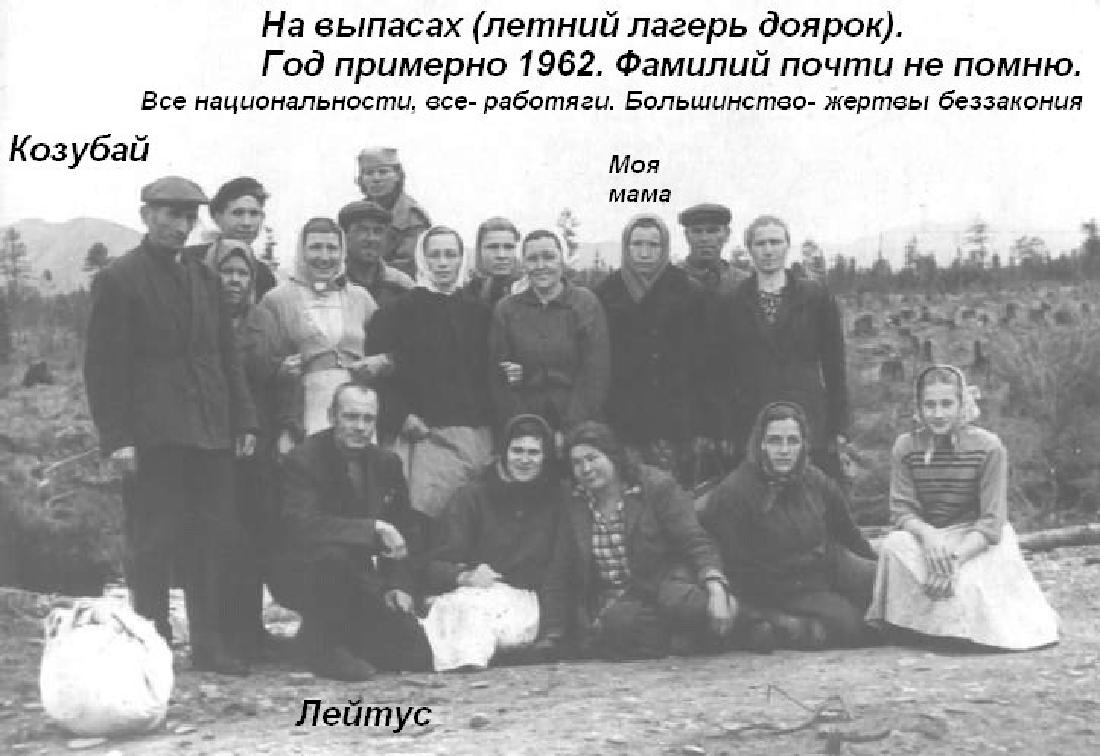 На выпасах (летний лагерь доярок).
Год примерно 1962. Фамилий почти не помню.
Все национальности, все- работяги. Большинство- жертвы беззакония
Козубай
Моя
мама
Лейтус